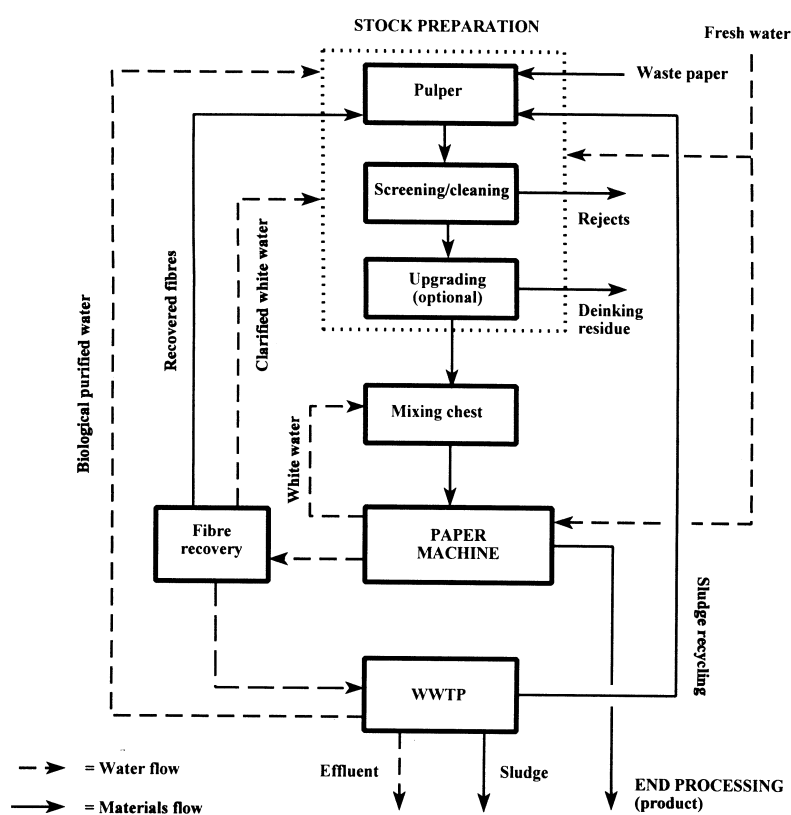 STOCK PREPARATION
Fresh water
Waste paper
Pulper
Screening/cleaning
Rejects
Upgrading
(optional)
Deinking
residue
Biological purified water
Recovered fibres
Clarified white water
Mixing chest
White water
Fibre
recovery
PAPER
MACHINE
Sludge recycling
WWTP
Effluent
Sludge
END PROCESSING
(product)
= Water flow
= Materials flow